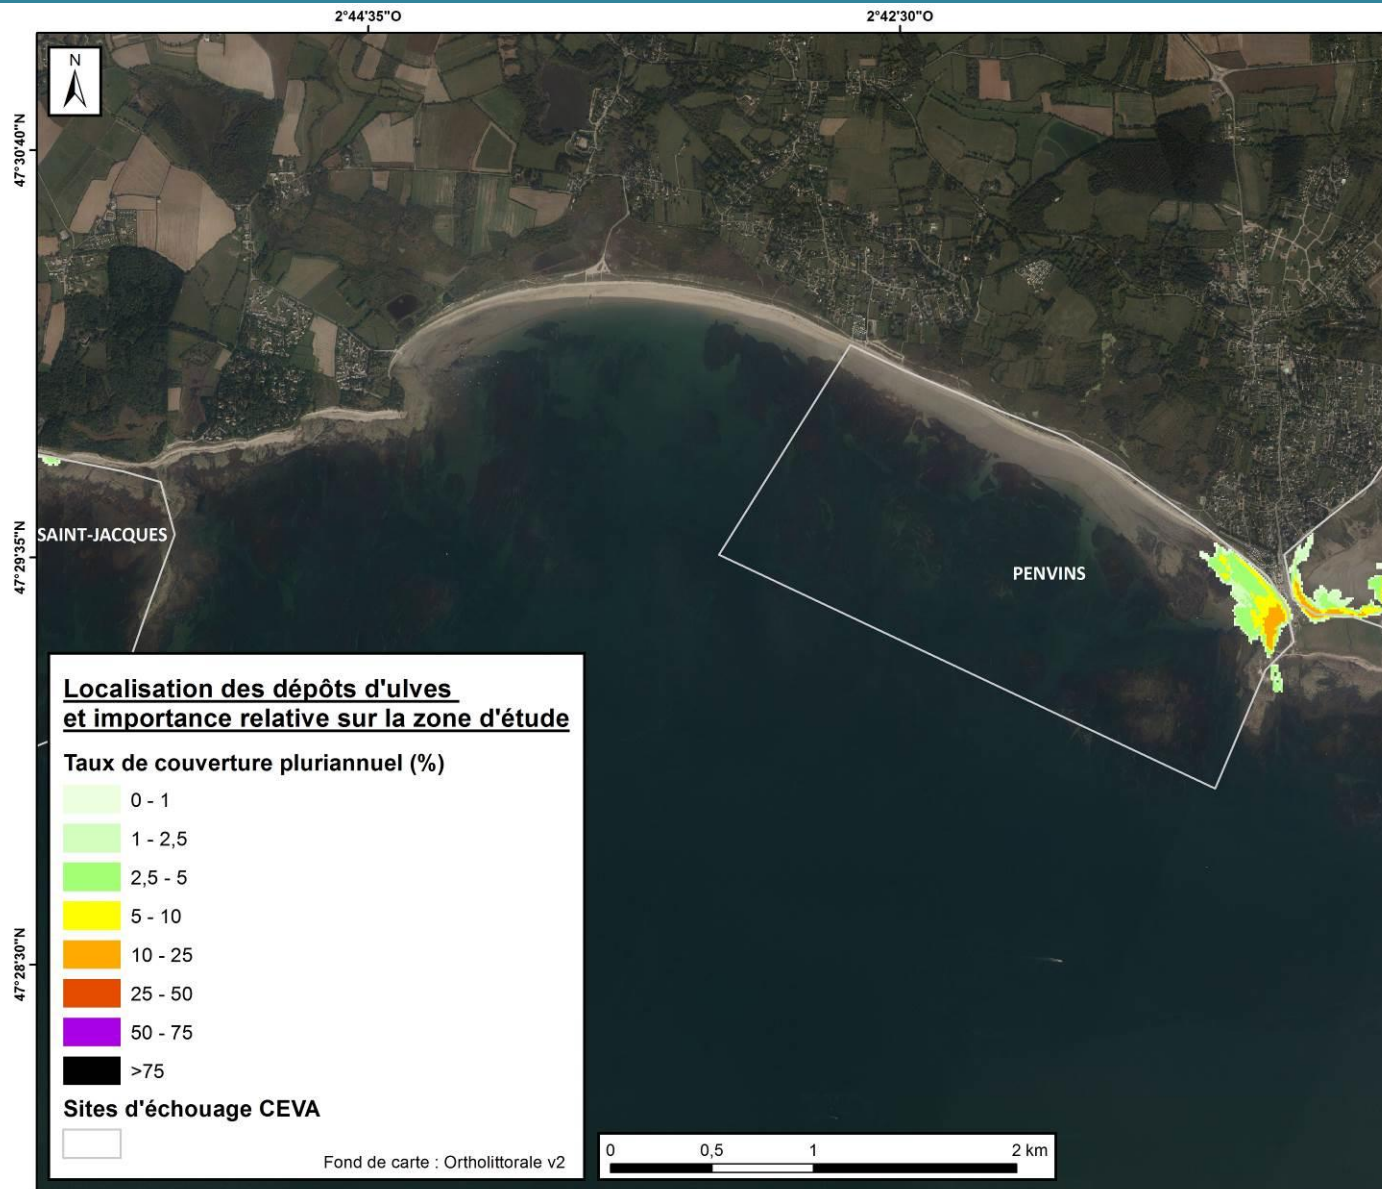 2°44'35"O
2°42'30"O
N
47°30'40"N
47°29'35"N
47°28'30"N
SAINT-JACQUES
PENVINS
Localisation des dépôts d'ulves
et importance relative sur la zone d'étude
Taux de couverture pluriannuel (%)
0 - 1
1 - 2,5
2,5 - 5
5 - 10
10 - 25
25 - 50
50 - 75
>75
Sites d'échouage CEVA
Fond de carte : Ortholittorale v2
0 0,5 1 2 km